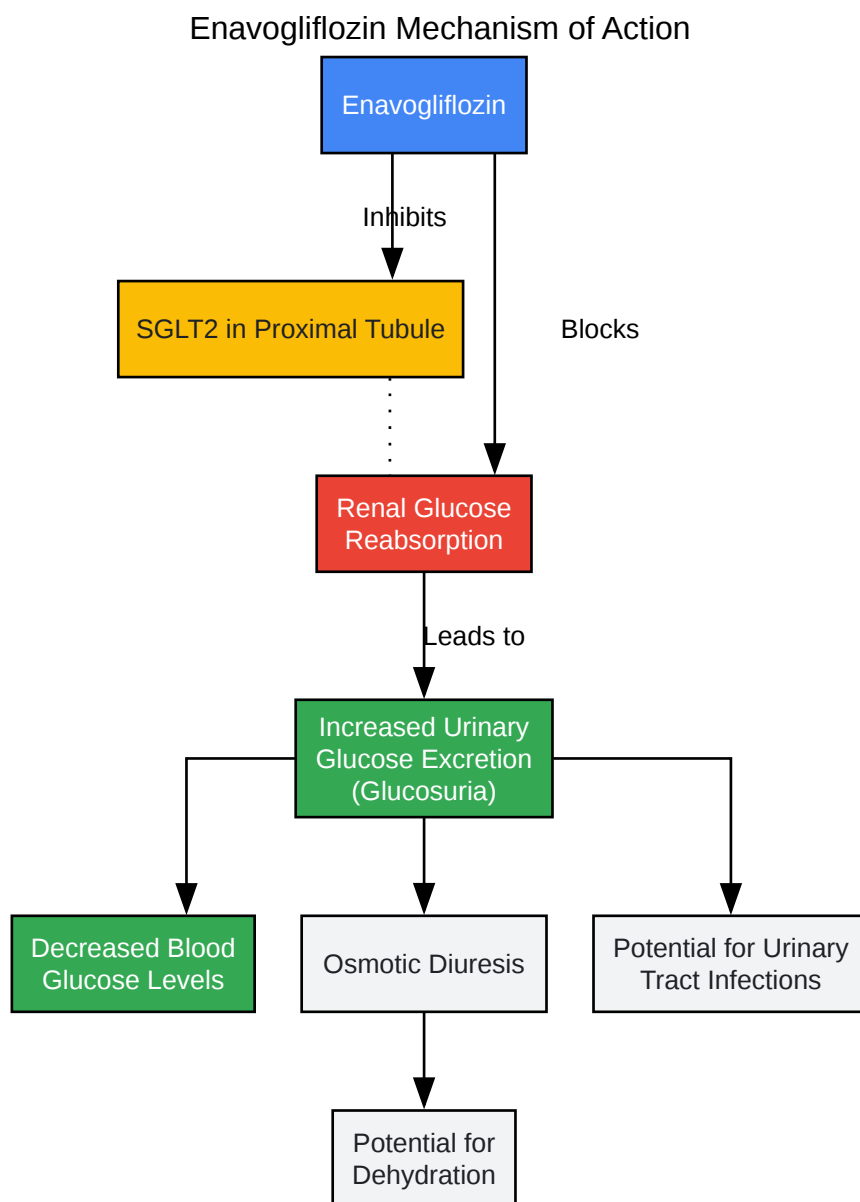 Enavogliflozin Mechanism of Action
Enavogliflozin
Inhibits
SGLT2 in Proximal Tubule
Blocks
Renal Glucose
Reabsorption
Leads to
Increased Urinary
Glucose Excretion
(Glucosuria)
Decreased Blood
Glucose Levels
Osmotic Diuresis
Potential for Urinary
Tract Infections
Potential for
Dehydration